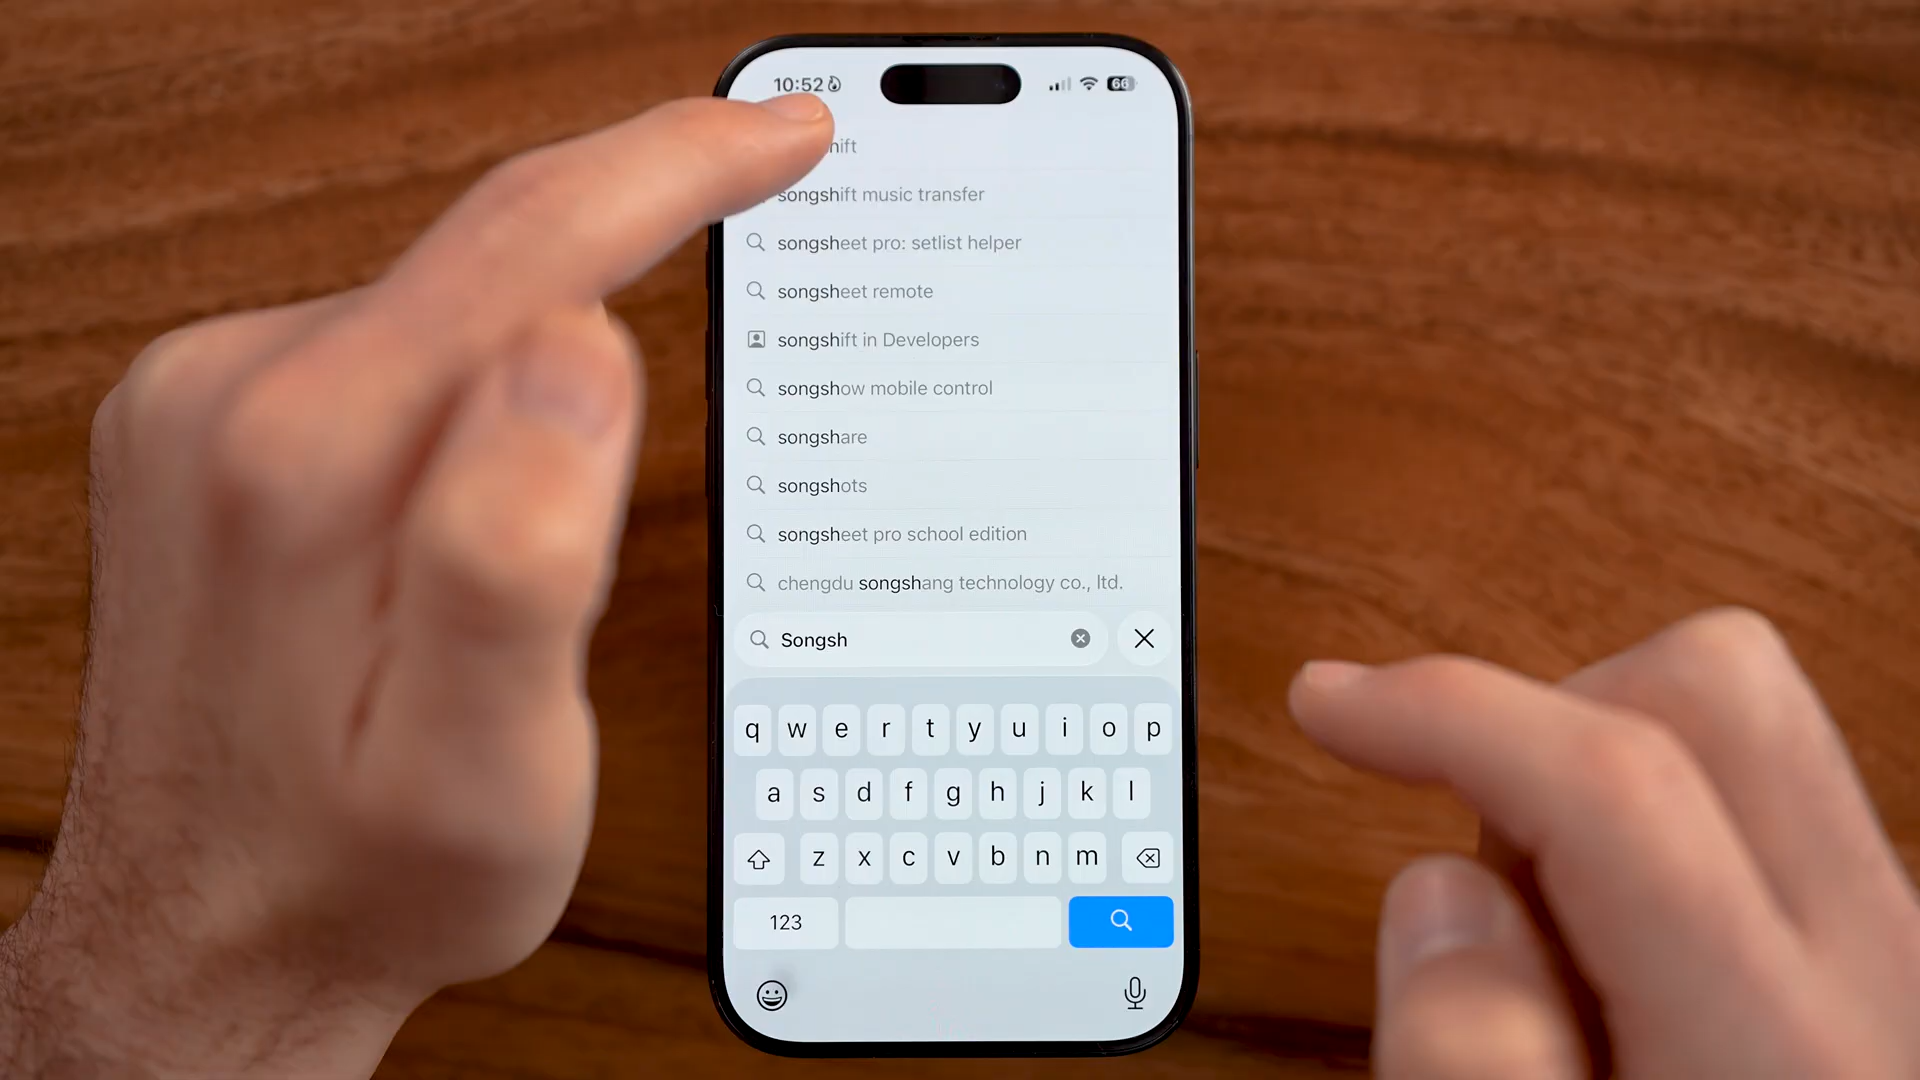 10:52
66
hift
songshift music transfer
songsheet pro: setlist helper
songsheet remote
songshift in Developers
songshow mobile control
songshare
songshots
songsheet pro school edition
chengdu songshang technology co., ltd.
Songsh
q w e r t y u i o p
a s d f g h j k l
z x c v b n m
123